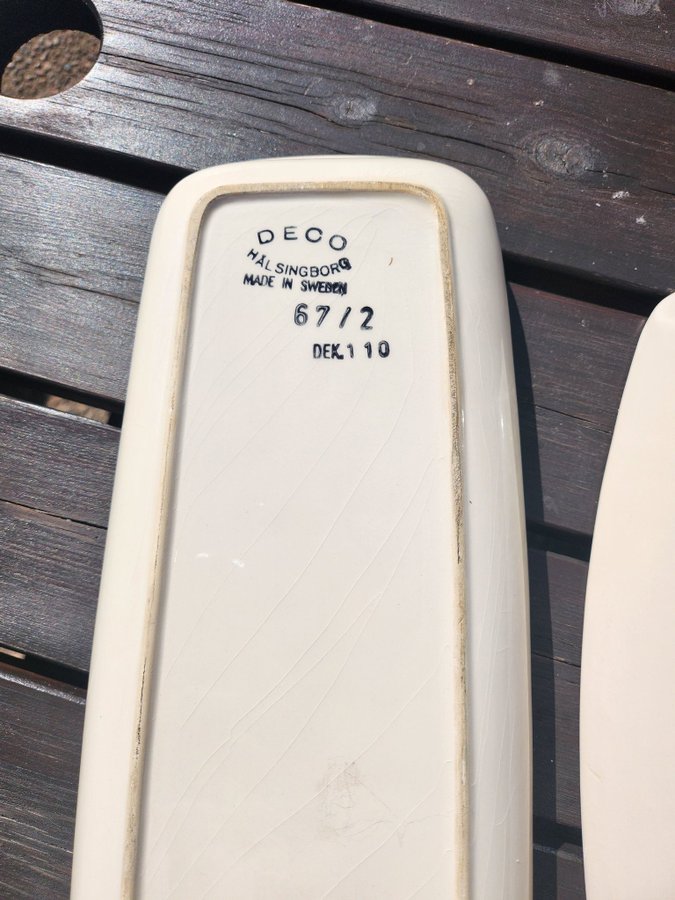 DECO
HÄLSINGBORG
MADE IN SWEDEN
67/2
DEK.110